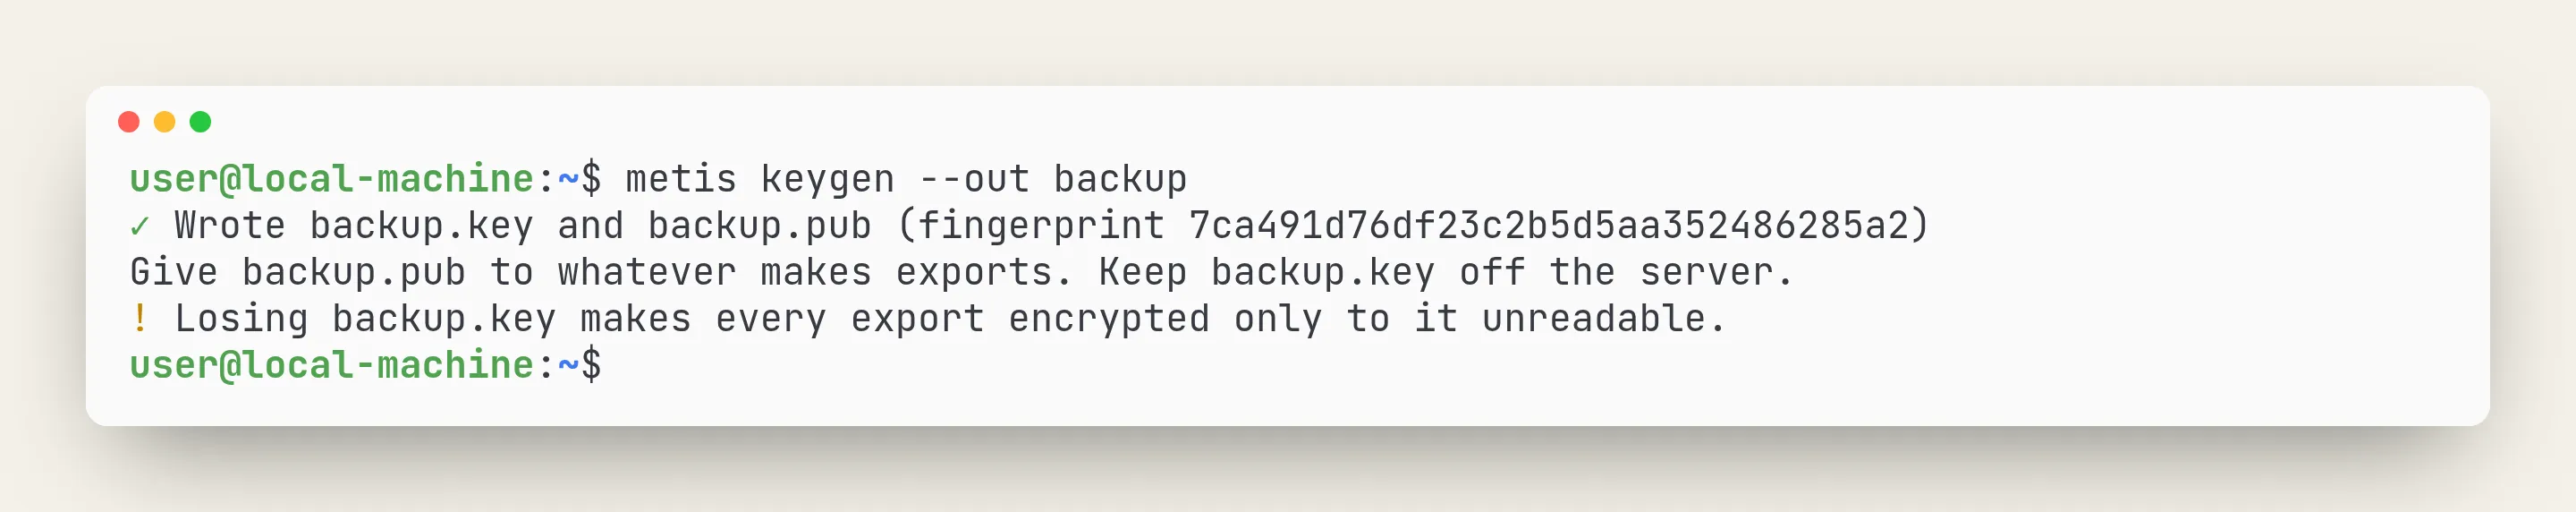 user@local-machine:~$ metis keygen --out backup
✓ Wrote backup.key and backup.pub (fingerprint 7ca491d76df23c2b5d5aa352486285a2)
Give backup.pub to whatever makes exports. Keep backup.key off the server.
! Losing backup.key makes every export encrypted only to it unreadable.
user@local-machine:~$